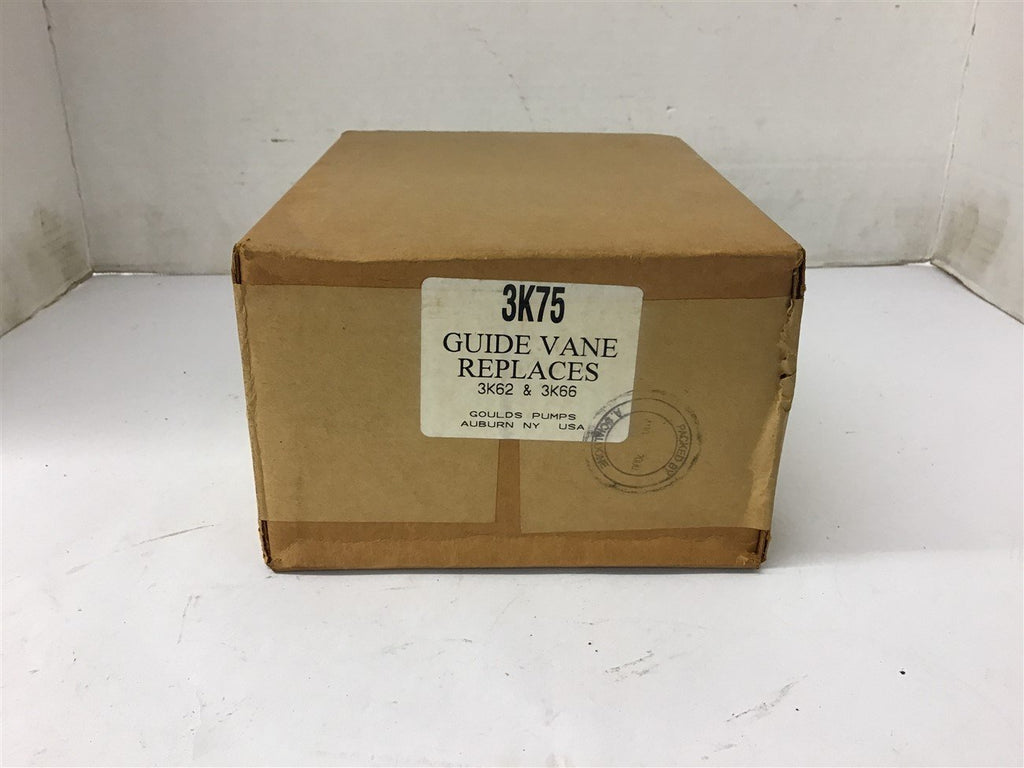 3K75
GUIDE VANE
REPLACES
3K62 & 3K66
GOULDS PUMPS
AUBURN NY USA
PACKED BY